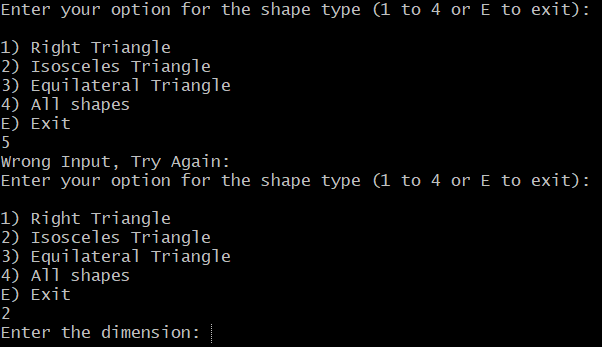 Enter your option for the shape type (1 to 4 or E to exit):
1) Right Triangle
2) Isosceles Triangle
3) Equilateral Triangle
4) All shapes
E) Exit
5
Wrong Input, Try Again:
Enter your option for the shape type (1 to 4 or E to exit):
1) Right Triangle
2) Isosceles Triangle
3) Equilateral Triangle
4) All shapes
E) Exit
2
Enter the dimension: